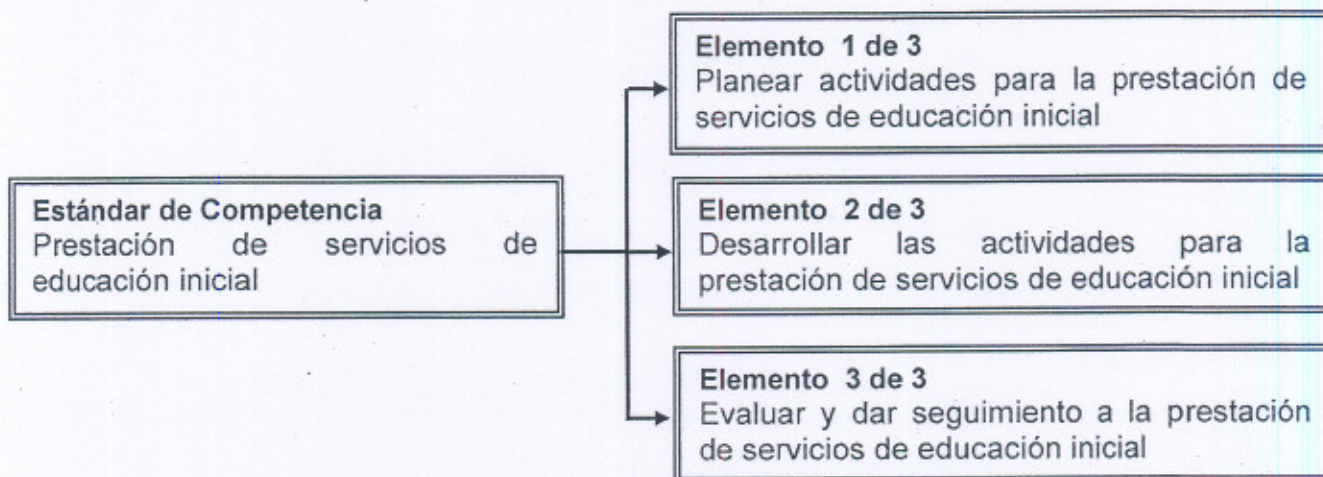 Estándar de Competencia
Prestación de servicios de
educación inicial
Elemento 1 de 3
Planear actividades para la prestación de
servicios de educación inicial
Elemento 2 de 3
Desarrollar las actividades para la
prestación de servicios de educación inicial
Elemento 3 de 3
Evaluar y dar seguimiento a la prestación
de servicios de educación inicial